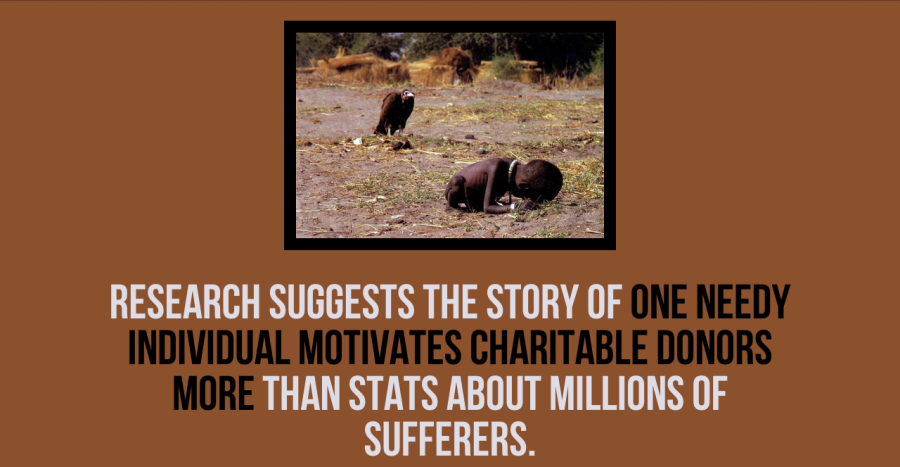 RESEARCH SUGGESTS THE STORY OF ONE NEEDY
INDIVIDUAL MOTIVATES CHARITABLE DONORS
MORE THAN STATS ABOUT MILLIONS OF
SUFFERERS.